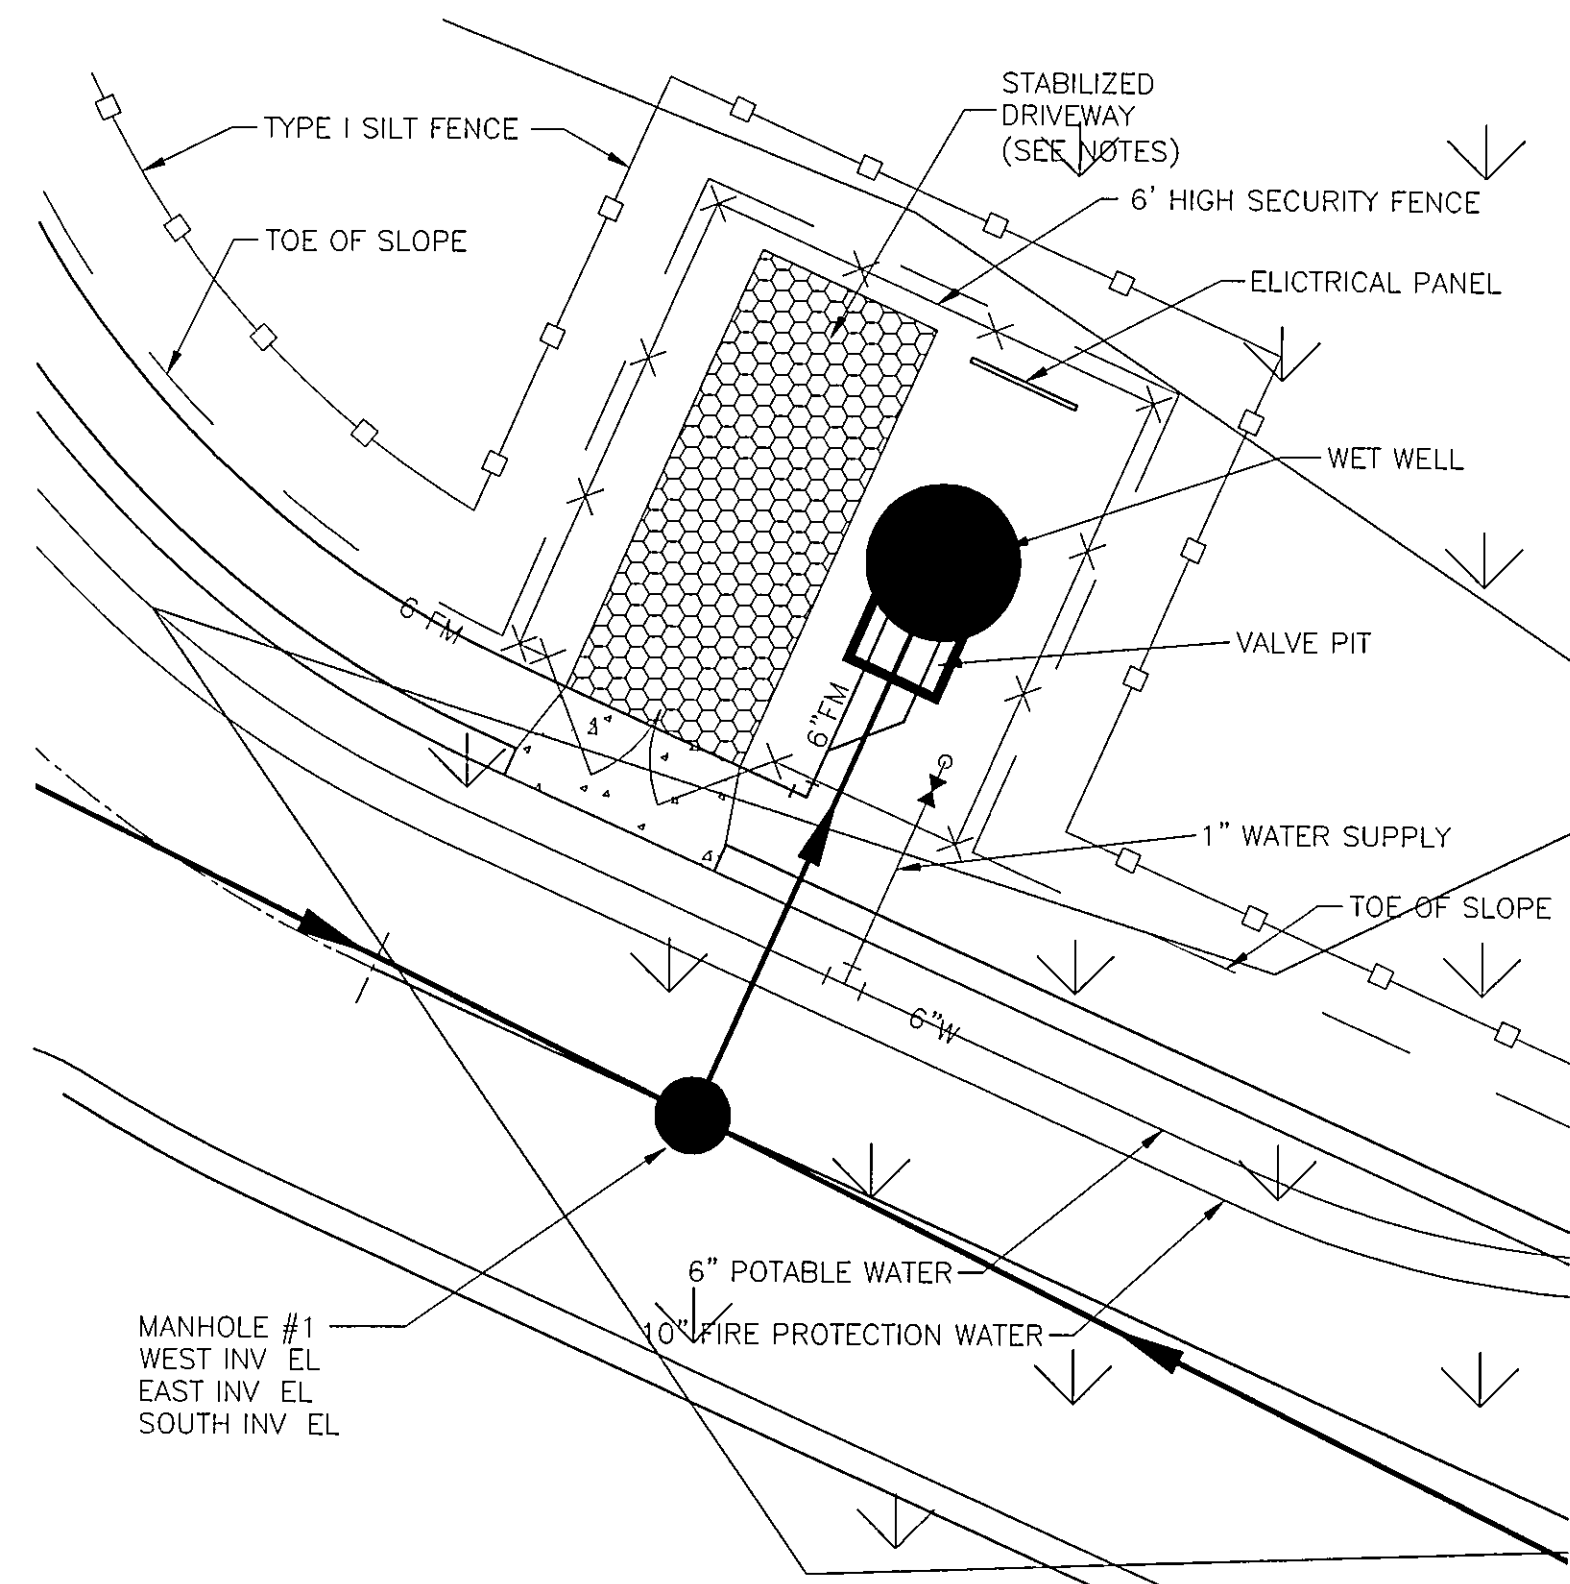 STABILIZED
DRIVEWAY
(SEE NOTES)
TYPE I SILT FENCE
6' HIGH SECURITY FENCE
TOE OF SLOPE
ELICTRICAL PANEL
WET WELL
6 FM
VALVE PIT
6"FM
1" WATER SUPPLY
TOE OF SLOPE
6"W
6" POTABLE WATER
10" FIRE PROTECTION WATER
MANHOLE #1
WEST INV EL
EAST INV EL
SOUTH INV EL